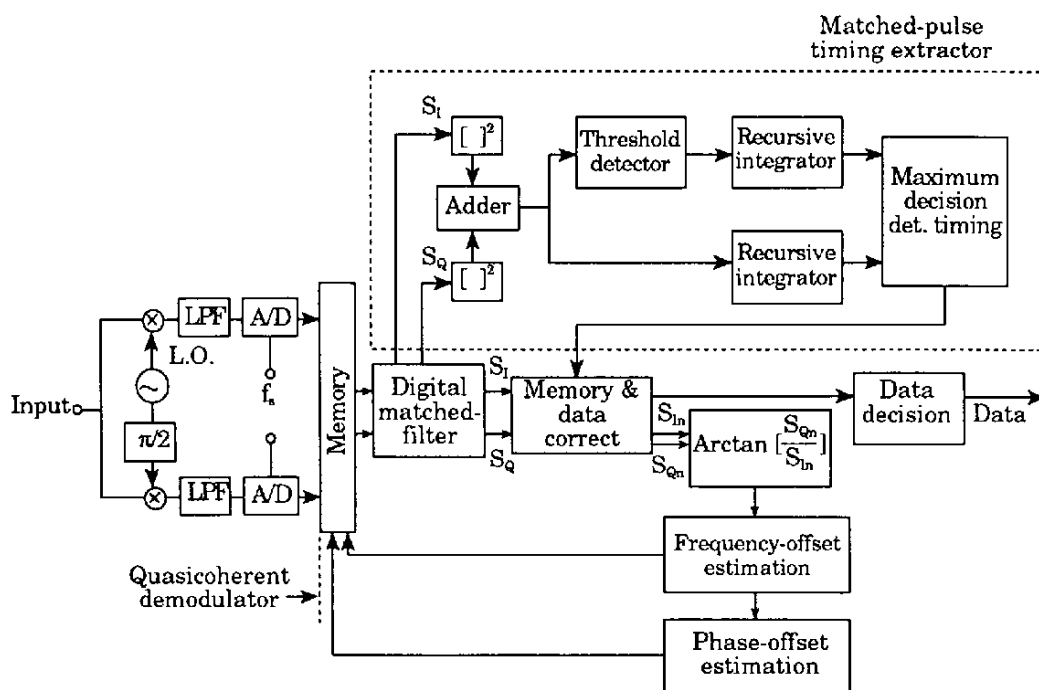 Matched-pulse
timing extractor
S_I
[ ]²
Threshold
detector
Recursive
integrator
Maximum
decision
det. timing
Adder
S_Q
[ ]²
Recursive
integrator
LPF
A/D
L.O.
Input
π/2
f_s
LPF
A/D
Memory
Digital
matched-
filter
S_I
S_Q
Memory &
data
correct
S_In
S_Qn
Data
decision
Data
Arctan [S_Qn/S_In]
Frequency-offset
estimation
Quasicoherent
demodulator
Phase-offset
estimation